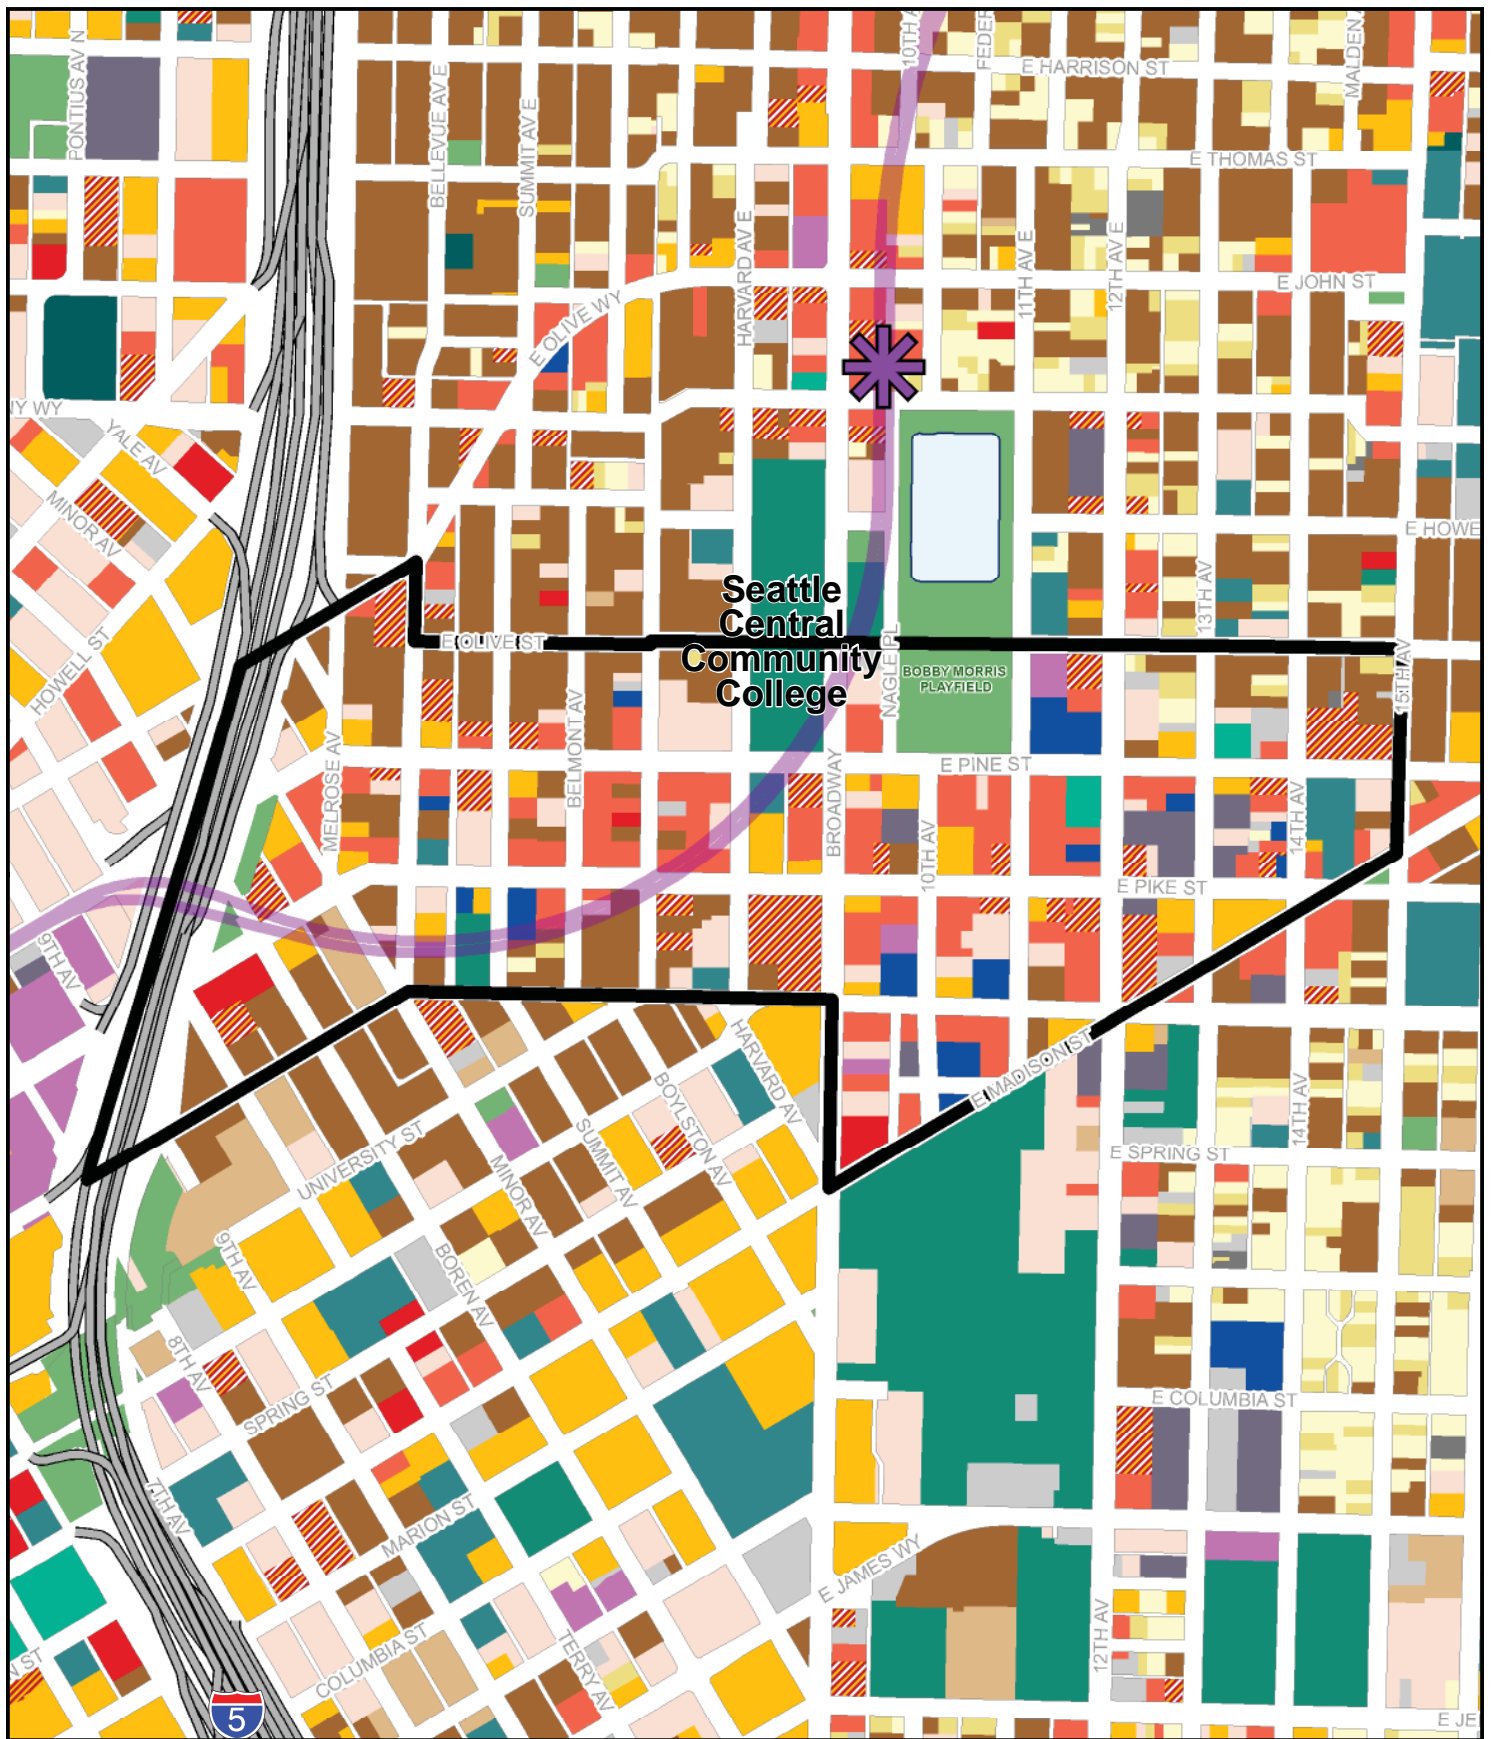 PONTIUS AV N
BELLEVUE AV E
SUMMIT AV E
10TH A
FEDER
E HARRISON ST
MALDEN A
E THOMAS ST
HARVARD AV E
11TH AV E
12TH AV E
E JOHN ST
E OLIVE WY
NY WY
YALE AV
MINOR AV
E HOWE
HOWELL ST
13TH AV
E OLIVE ST
Seattle
Central
Community
College
NAGLE PL
BOBBY MORRIS
PLAYFIELD
15TH AV
MELROSE AV
BELMONT AV
BROADWAY
E PINE ST
10TH AV
14TH AV
E PIKE ST
9TH AV
HARVARD AV
E MADISON ST
BOYLSTON AV
SUMMIT AV
UNIVERSITY ST
MINOR AV
14TH AV
E SPRING ST
9TH AV
BOREN AV
8TH AV
SPRING ST
E COLUMBIA ST
7TH AV
MARION ST
E JAMES WY
12TH AV
N ST
COLUMBIA ST
TERRY AV
5
E JE